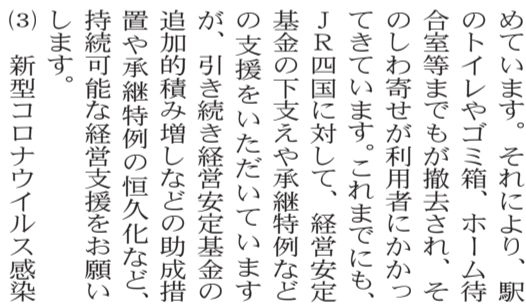 めています。それにより、駅
のトイレやゴミ箱、ホーム待
合室等までもが撤去され、そ
のしわ寄せが利用者にかかっ
てきています。これまでにも、
ＪＲ四国に対して、経営安定
基金の下支えや承継特例など
の支援をいただいています
が、引き続き経営安定基金の
追加的積み増しなどの助成措
置や承継特例の恒久化など、
持続可能な経営支援をお願い
します。
(3)　新型コロナウイルス感染